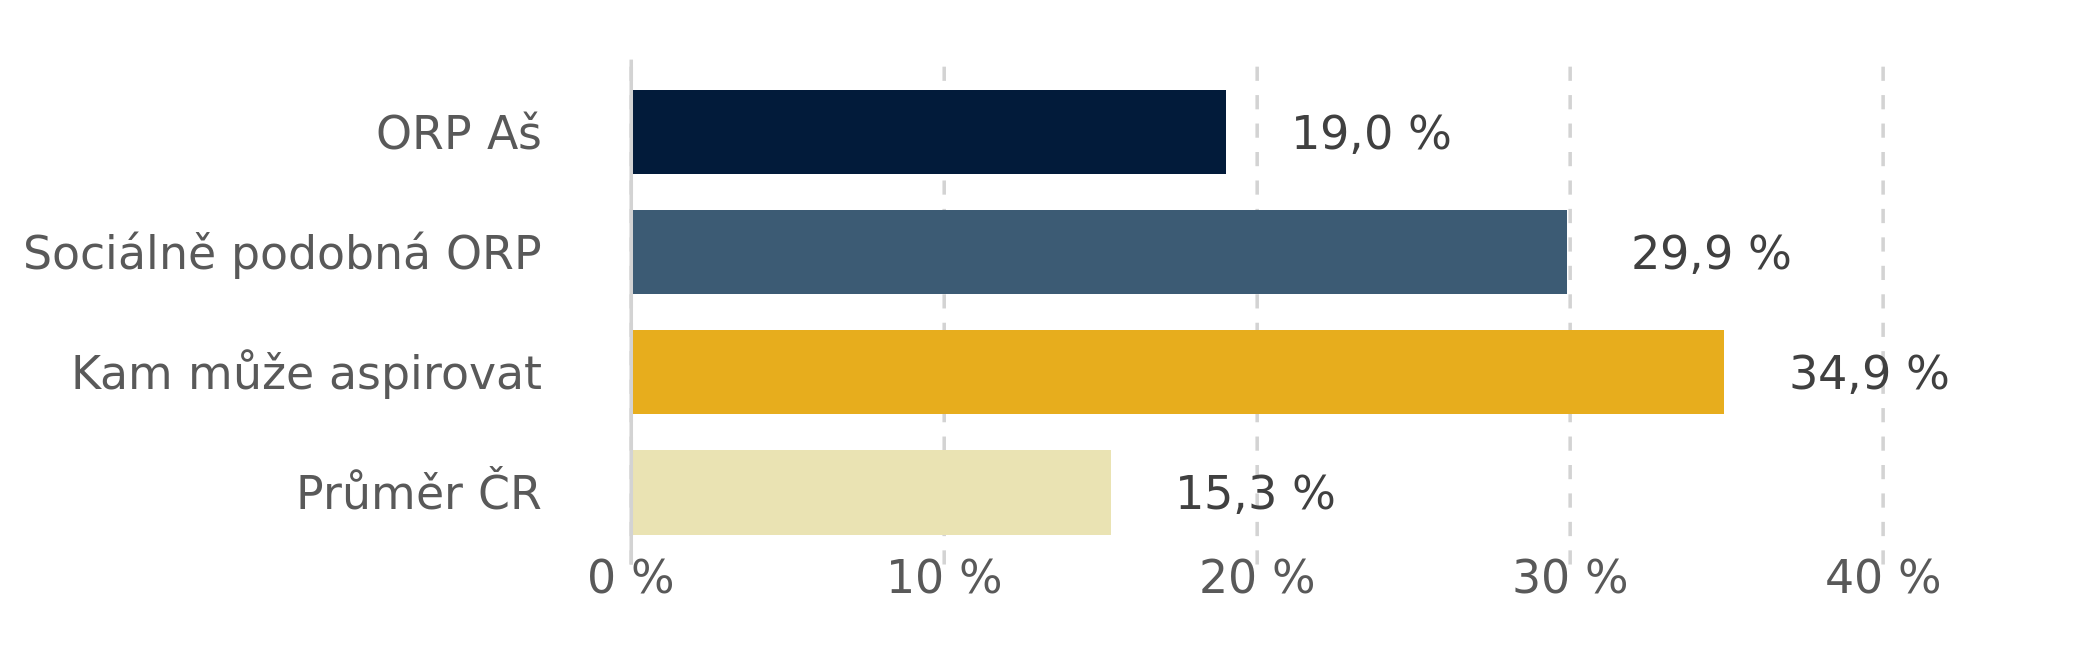 ORP Aš
19,0 %
Sociálně podobná ORP
29,9 %
Kam může aspirovat
34,9 %
Průměr ČR
15,3 %
0 %
10 %
20 %
30 %
40 %